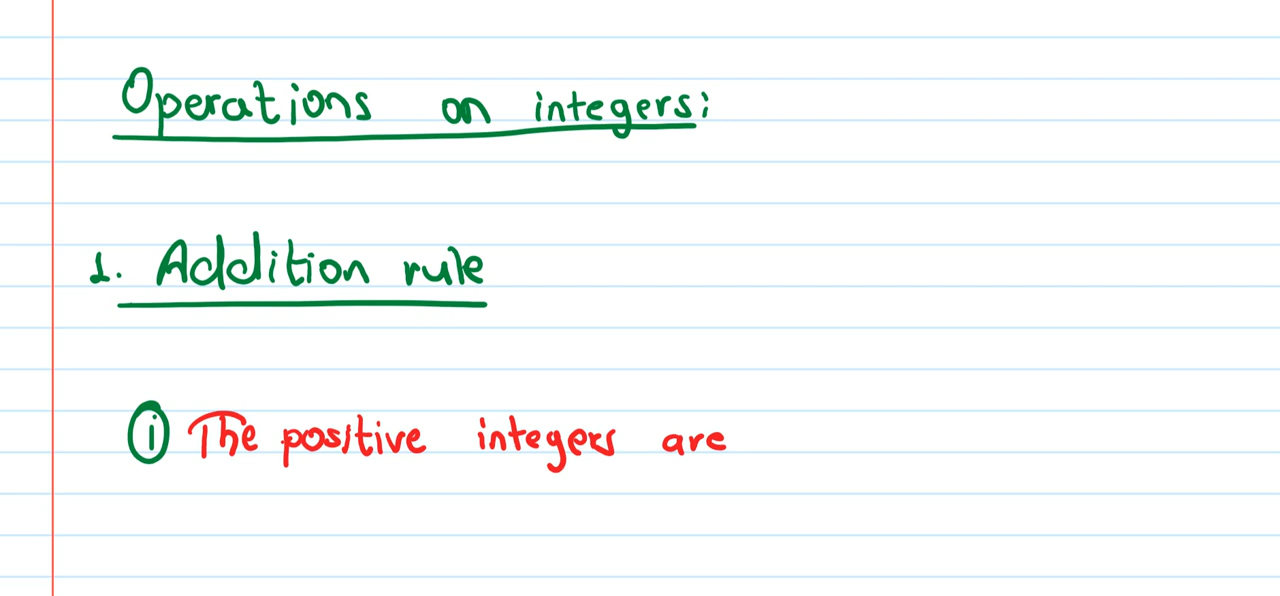 Operations on integers:
1. Addition rule
(i) The positive integers are